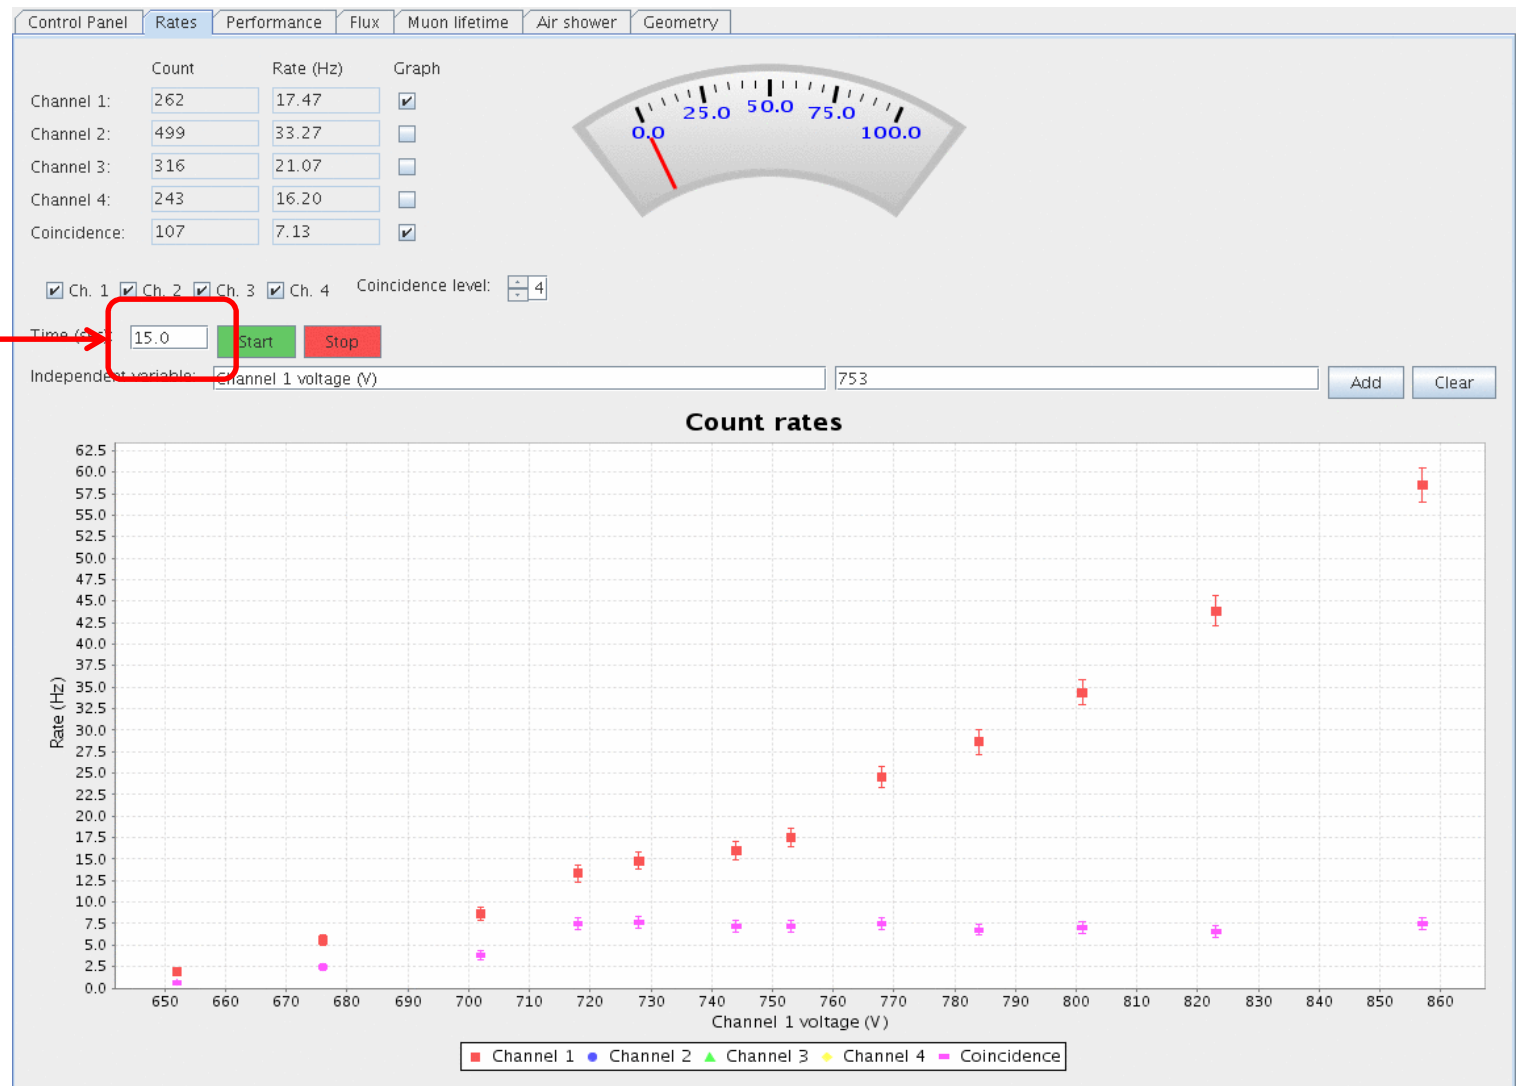 Control Panel Rates Performance Flux Muon lifetime Air shower Geometry
Count Rate (Hz) Graph
Channel 1: 262 17.47
Channel 2: 499 33.27
Channel 3: 316 21.07
Channel 4: 243 16.20
Coincidence: 107 7.13
0.0 25.0 50.0 75.0 100.0
Ch. 1 Ch. 2 Ch. 3 Ch. 4 Coincidence level: 4
Time (sec): 15.0 Start Stop
Independent variable: Channel 1 voltage (V) 753 Add Clear
Count rates
62.5
60.0
57.5
55.0
52.5
50.0
47.5
45.0
42.5
40.0
37.5
35.0
32.5
30.0
27.5
25.0
22.5
20.0
17.5
15.0
12.5
10.0
7.5
5.0
2.5
0.0
Rate (Hz)
650 660 670 680 690 700 710 720 730 740 750 760 770 780 790 800 810 820 830 840 850 860
Channel 1 voltage (V)
Channel 1 Channel 2 Channel 3 Channel 4 Coincidence